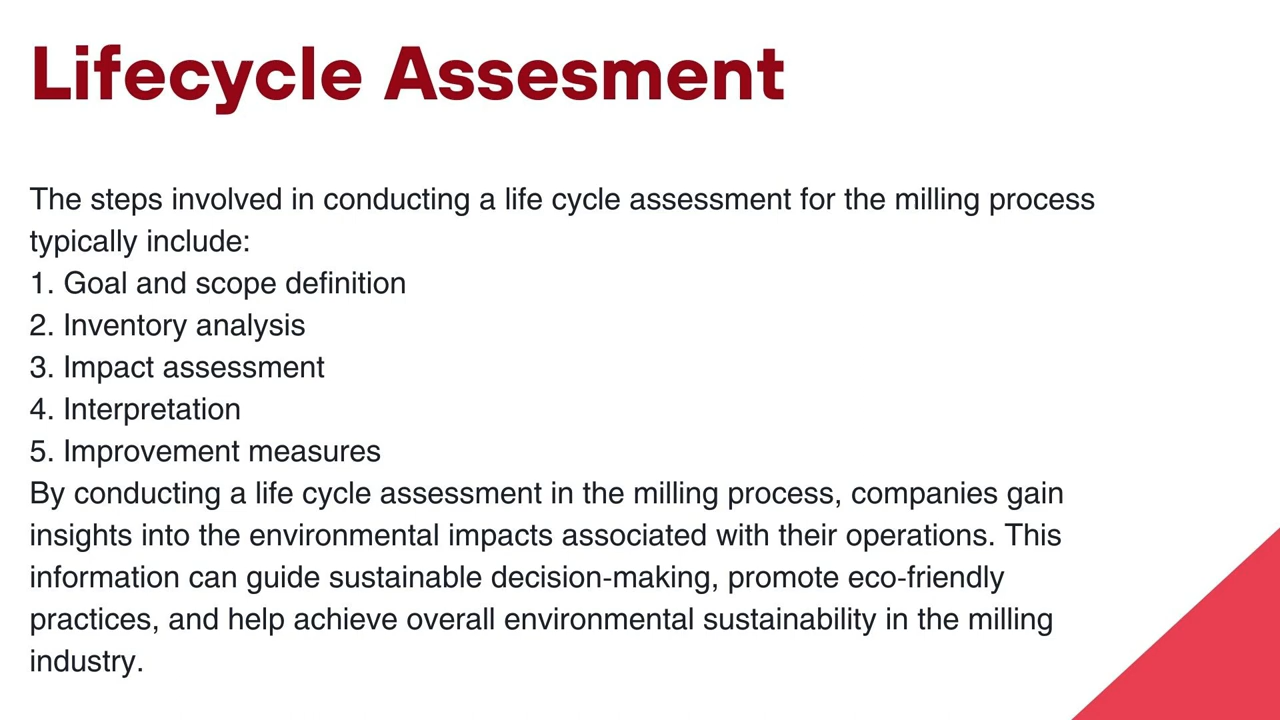 Lifecycle Assesment
The steps involved in conducting a life cycle assessment for the milling process
typically include:
1. Goal and scope definition
2. Inventory analysis
3. Impact assessment
4. Interpretation
5. Improvement measures
By conducting a life cycle assessment in the milling process, companies gain
insights into the environmental impacts associated with their operations. This
information can guide sustainable decision-making, promote eco-friendly
practices, and help achieve overall environmental sustainability in the milling
industry.